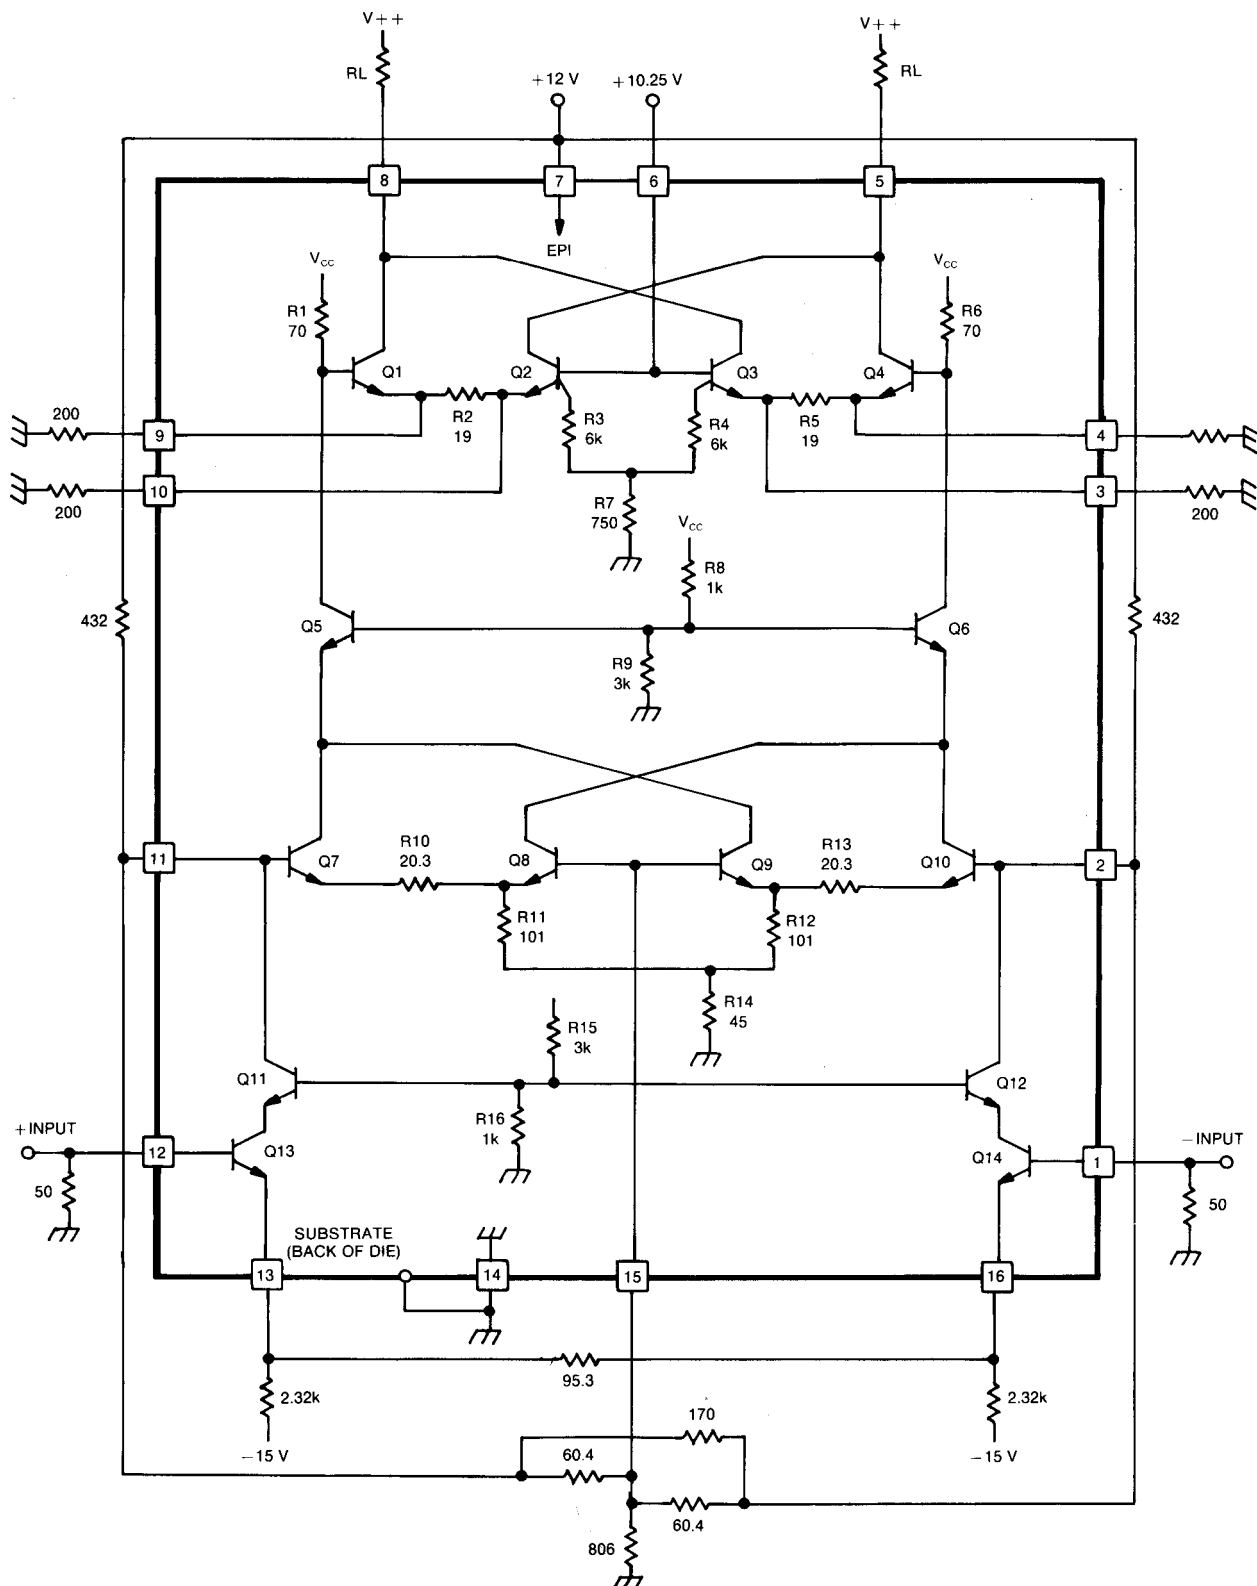 V++
V++
RL
+12 V
+10.25 V
RL
8
7
6
5
EPI
VCC
VCC
R1
70
R6
70
Q1
Q2
Q3
Q4
R2
19
R3
6k
R4
6k
R5
19
200
9
4
10
3
200
200
R7
750
VCC
R8
1k
432
Q5
Q6
432
R9
3k
R10
20.3
R13
20.3
11
Q7
Q8
Q9
Q10
2
R11
101
R12
101
R14
45
R15
3k
Q11
Q12
R16
1k
+INPUT
12
Q13
Q14
1
−INPUT
50
50
SUBSTRATE
(BACK OF DIE)
13
14
15
16
95.3
2.32k
2.32k
−15 V
−15 V
170
60.4
60.4
806